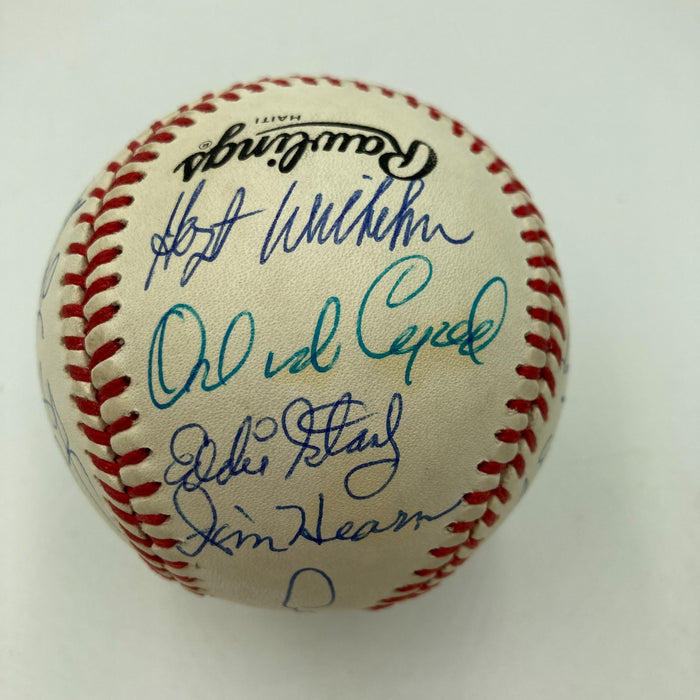 Rawlings®
HAITI
Hoyt Wilhelm
Orlando Cepeda
Eddie Stanky
Jim Hearn